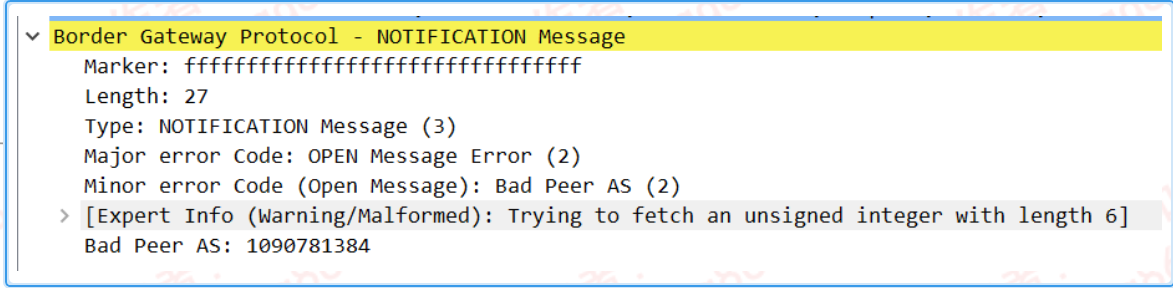 Border Gateway Protocol - NOTIFICATION Message
Marker: ffffffffffffffffffffffffffffffff
Length: 27
Type: NOTIFICATION Message (3)
Major error Code: OPEN Message Error (2)
Minor error Code (Open Message): Bad Peer AS (2)
[Expert Info (Warning/Malformed): Trying to fetch an unsigned integer with length 6]
Bad Peer AS: 1090781384